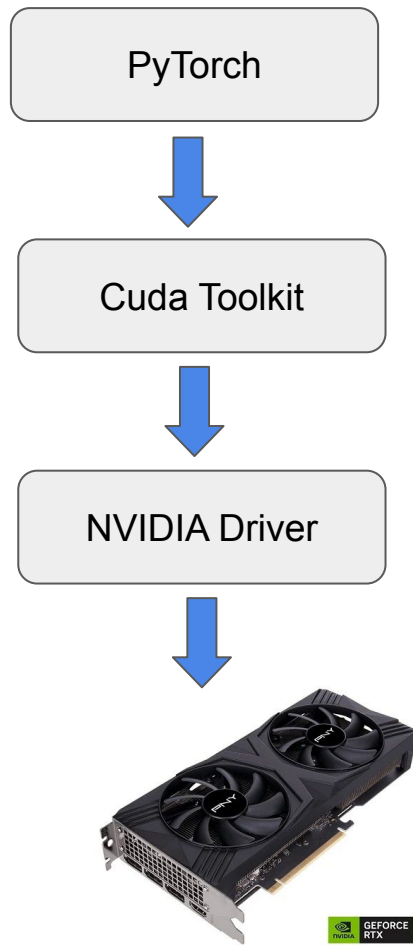 PyTorch
Cuda Toolkit
NVIDIA Driver
PNY
PNY
NVIDIA
GEFORCE
RTX